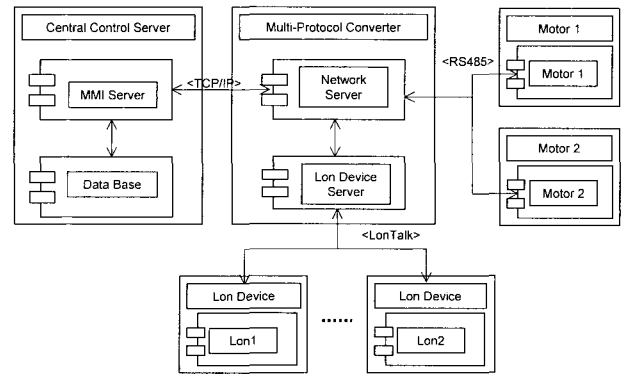 Central Control Server
MMI Server
Data Base
<TCP/IP>
Multi-Protocol Converter
Network
Server
Lon Device
Server
<RS485>
Motor 1
Motor 1
Motor 2
Motor 2
<LonTalk>
Lon Device
Lon1
......
Lon Device
Lon2